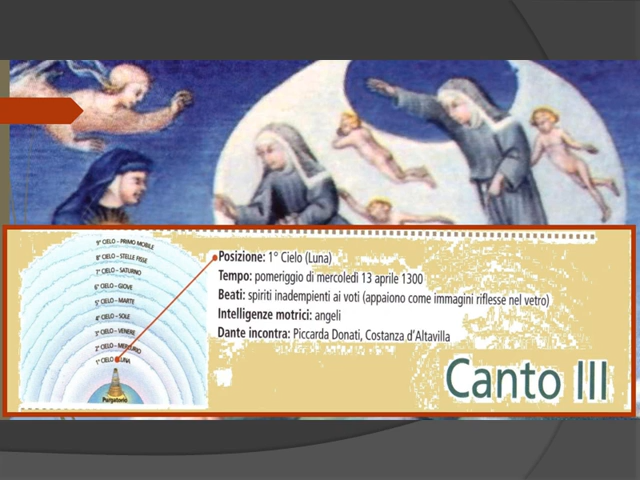 9° CIELO – PRIMO MOBILE
8° CIELO – STELLE FISSE
7° CIELO – SATURNO
6° CIELO – GIOVE
5° CIELO – MARTE
4° CIELO – SOLE
3° CIELO – VENERE
2° CIELO – MERCURIO
1° CIELO LUNA
Purgatorio
Posizione: 1° Cielo (Luna)
Tempo: pomeriggio di mercoledì 13 aprile 1300
Beati: spiriti inadempienti ai voti (appaiono come immagini riflesse nel vetro)
Intelligenze motrici: angeli
Dante incontra: Piccarda Donati, Costanza d'Altavilla
Canto III